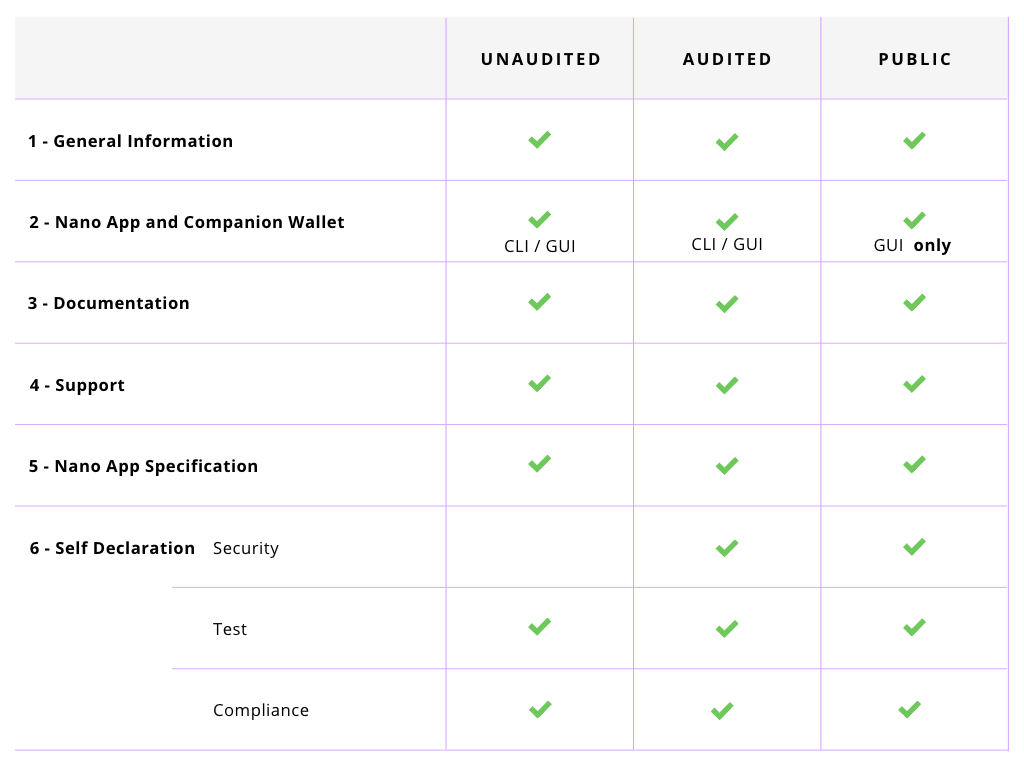 UNAUDITED AUDITED PUBLIC
1 - General Information
2 - Nano App and Companion Wallet
CLI / GUI CLI / GUI GUI only
3 - Documentation
4 - Support
5 - Nano App Specification
6 - Self Declaration Security
Test
Compliance